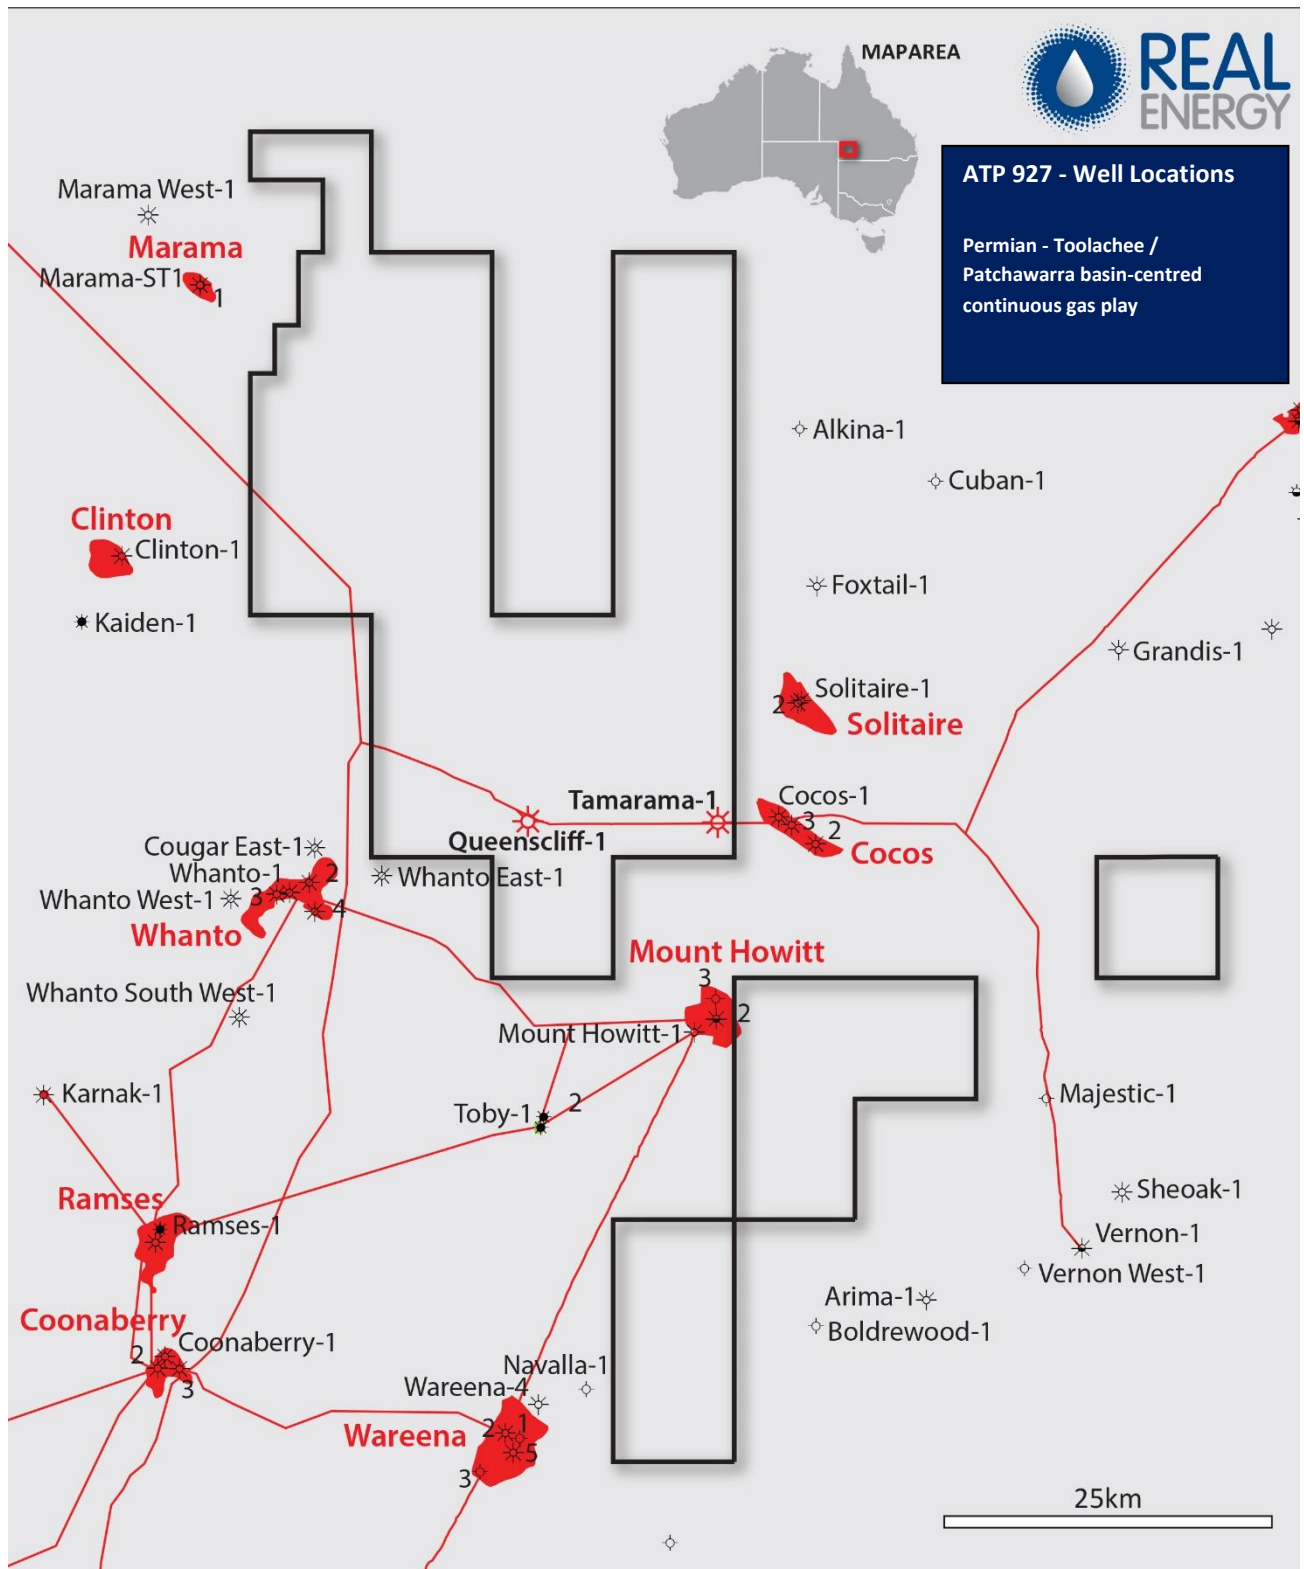 MAPAREA
REAL
ENERGY
ATP 927 - Well Locations
Permian - Toolachee /
Patchawarra basin-centred
continuous gas play
Marama West-1
Marama
Marama-ST1
1
Alkina-1
Cuban-1
Clinton
Clinton-1
Foxtail-1
Kaiden-1
Grandis-1
Solitaire-1
2
Solitaire
Tamarama-1
Cocos-1
3
2
Queenscliff-1
Cocos
Cougar East-1
Whanto-1
2
Whanto East-1
Whanto West-1
3
4
Whanto
Mount Howitt
3
2
Whanto South West-1
Mount Howitt-1
Karnak-1
Toby-1
2
Majestic-1
Ramses
Sheoak-1
Ramses-1
Vernon-1
Vernon West-1
Arima-1
Coonaberry
Boldrewood-1
Coonaberry-1
2
3
Navalla-1
Wareena-4
Wareena
2
1
5
3
25km